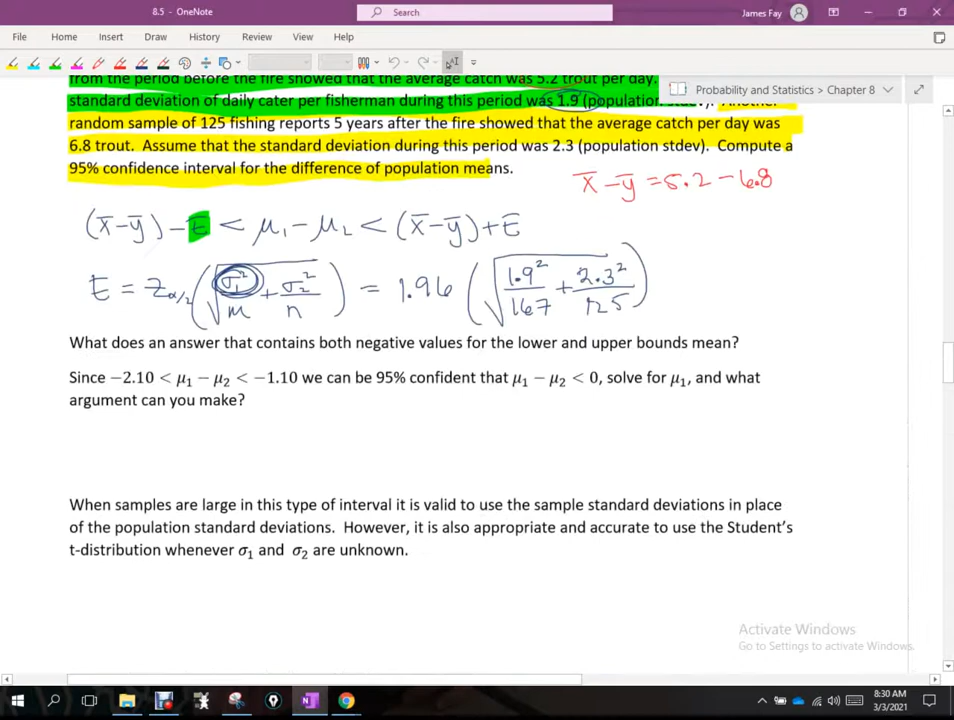 8.5 - OneNote
Search
James Fay
File Home Insert Draw History Review View Help
Probability and Statistics > Chapter 8
from the period before the fire showed that the average catch was 5.2 trout per day.
standard deviation of daily cater per fisherman during this period was 1.9 (population stdev). Another
random sample of 125 fishing reports 5 years after the fire showed that the average catch per day was
6.8 trout. Assume that the standard deviation during this period was 2.3 (population stdev). Compute a
95% confidence interval for the difference of population means.
x̄ - ȳ = 5.2 - 6.8
(x̄-ȳ) - E < μ₁ - μ₂ < (x̄-ȳ) + E
E = z_α/2 (√(σ₁²/m + σ₂²/n)) = 1.96 (√(1.9²/167 + 2.3²/125))
What does an answer that contains both negative values for the lower and upper bounds mean?
Since −2.10 < μ₁ − μ₂ < −1.10 we can be 95% confident that μ₁ − μ₂ < 0, solve for μ₁, and what
argument can you make?
When samples are large in this type of interval it is valid to use the sample standard deviations in place
of the population standard deviations. However, it is also appropriate and accurate to use the Student's
t-distribution whenever σ₁ and σ₂ are unknown.
Activate Windows
Go to Settings to activate Windows.
8:30 AM
3/3/2021